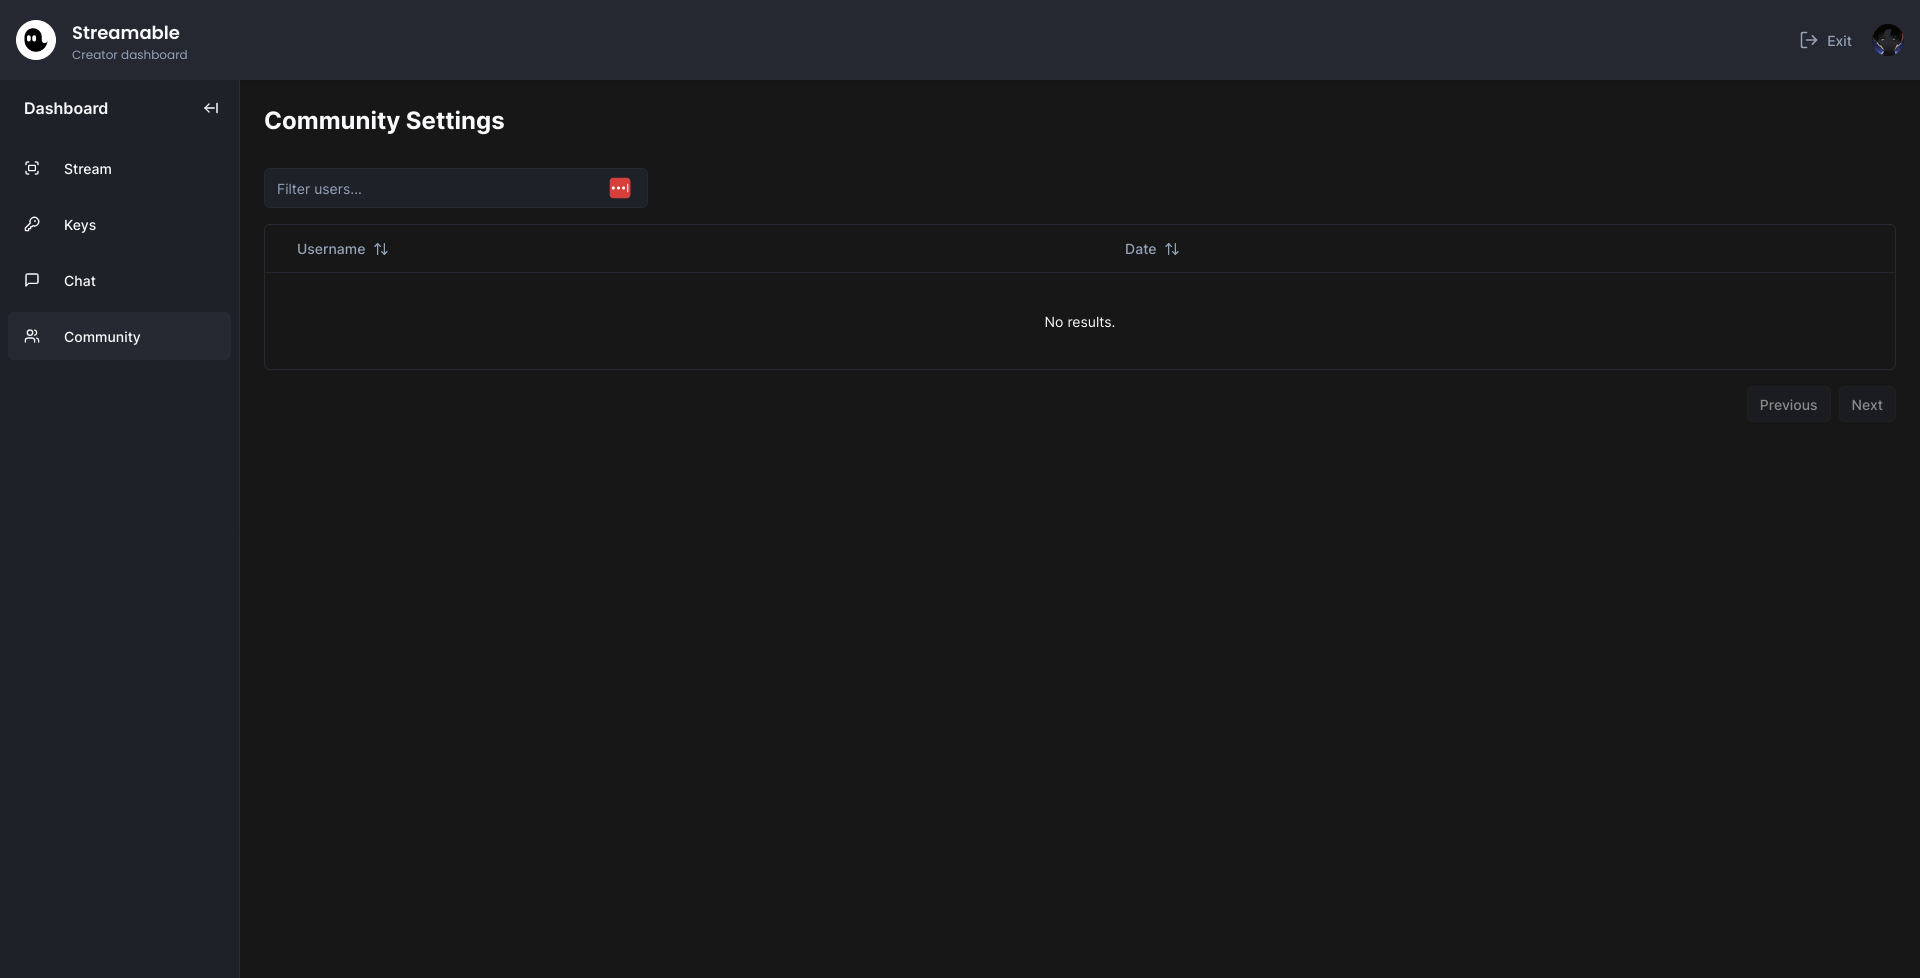 Streamable
Creator dashboard
Exit
Dashboard
Stream
Keys
Chat
Community
Community Settings
Filter users...
Username
Date
No results.
Previous
Next